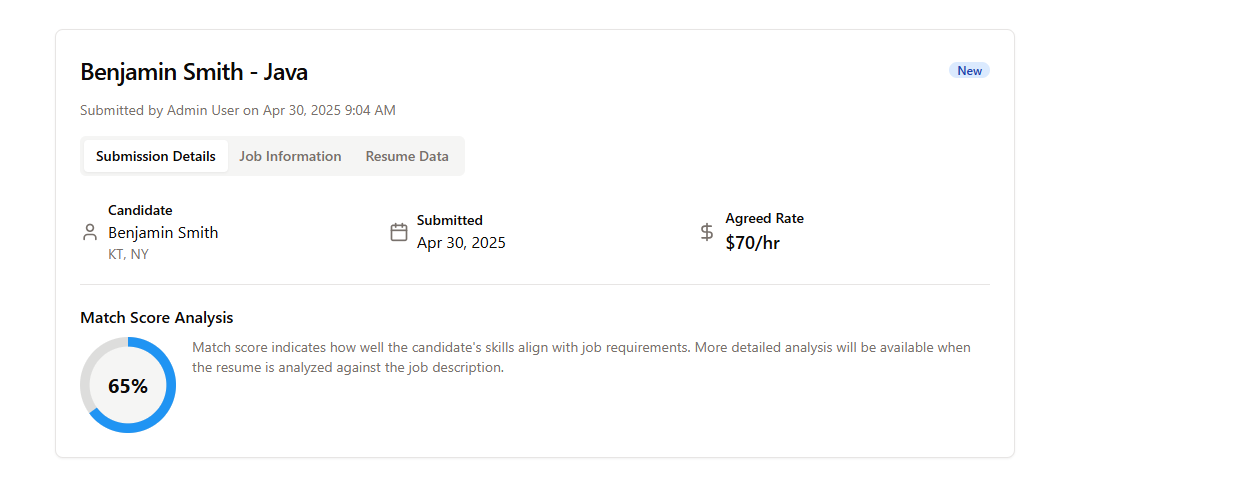 Benjamin Smith - Java
New
Submitted by Admin User on Apr 30, 2025 9:04 AM
Submission Details
Job Information
Resume Data
Candidate
Benjamin Smith
KT, NY
Submitted
Apr 30, 2025
Agreed Rate
$70/hr
Match Score Analysis
65%
Match score indicates how well the candidate's skills align with job requirements. More detailed analysis will be available when
the resume is analyzed against the job description.